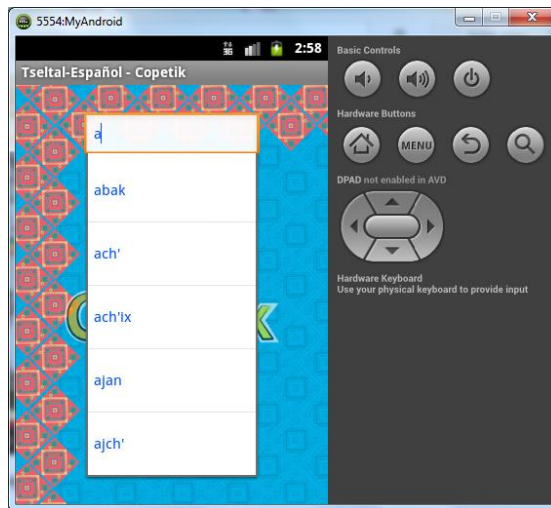 5554:MyAndroid
3G
2:58
Tseltal-Español - Copetik
a
abak
ach'
ach'ix
ajan
ajch'
Basic Controls
Hardware Buttons
MENU
DPAD not enabled in AVD
Hardware Keyboard
Use your physical keyboard to provide input